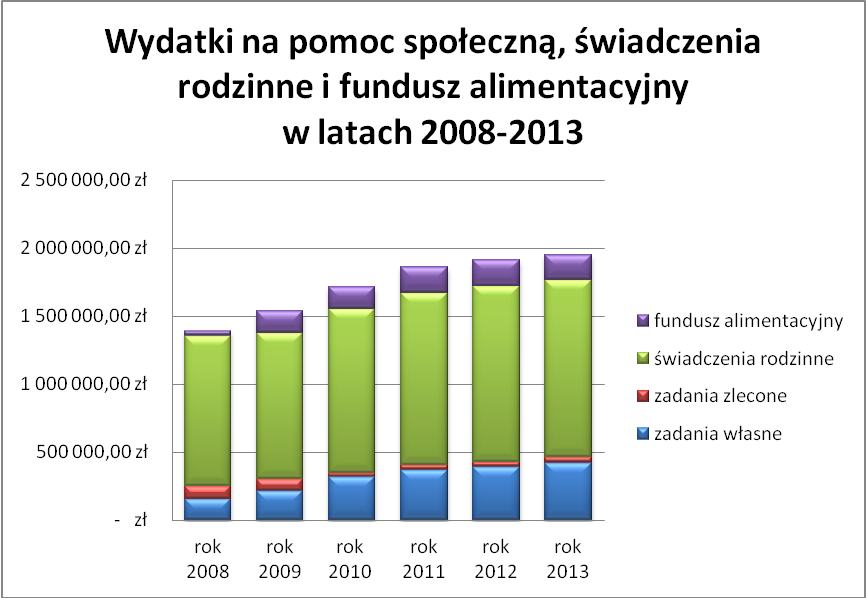 Wydatki na pomoc społeczną, świadczenia
rodzinne i fundusz alimentacyjny
w latach 2008-2013
2 500 000,00 zł
2 000 000,00 zł
1 500 000,00 zł
1 000 000,00 zł
500 000,00 zł
- zł
rok 2008
rok 2009
rok 2010
rok 2011
rok 2012
rok 2013
fundusz alimentacyjny
świadczenia rodzinne
zadania zlecone
zadania własne